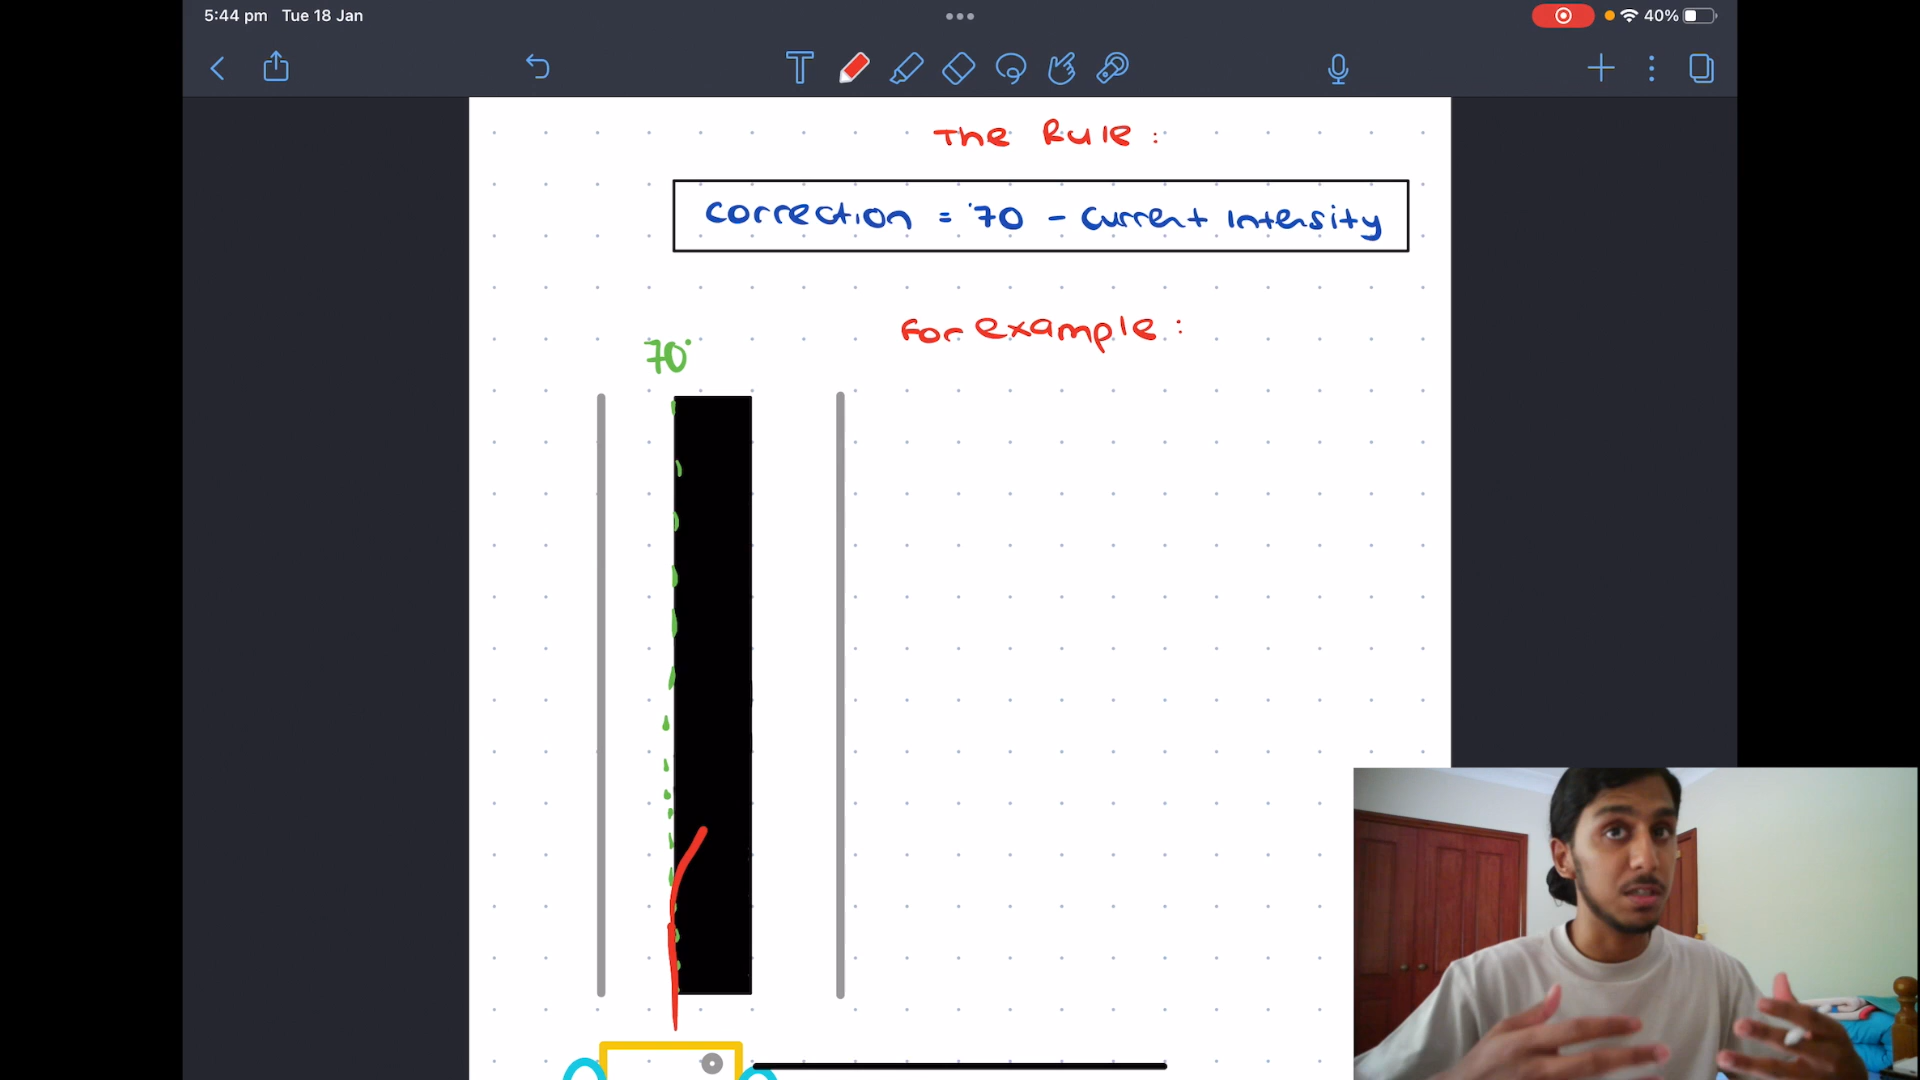 5:44 pm Tue 18 Jan
40%
The Rule:
correction = 70 - current intensity
For example:
70